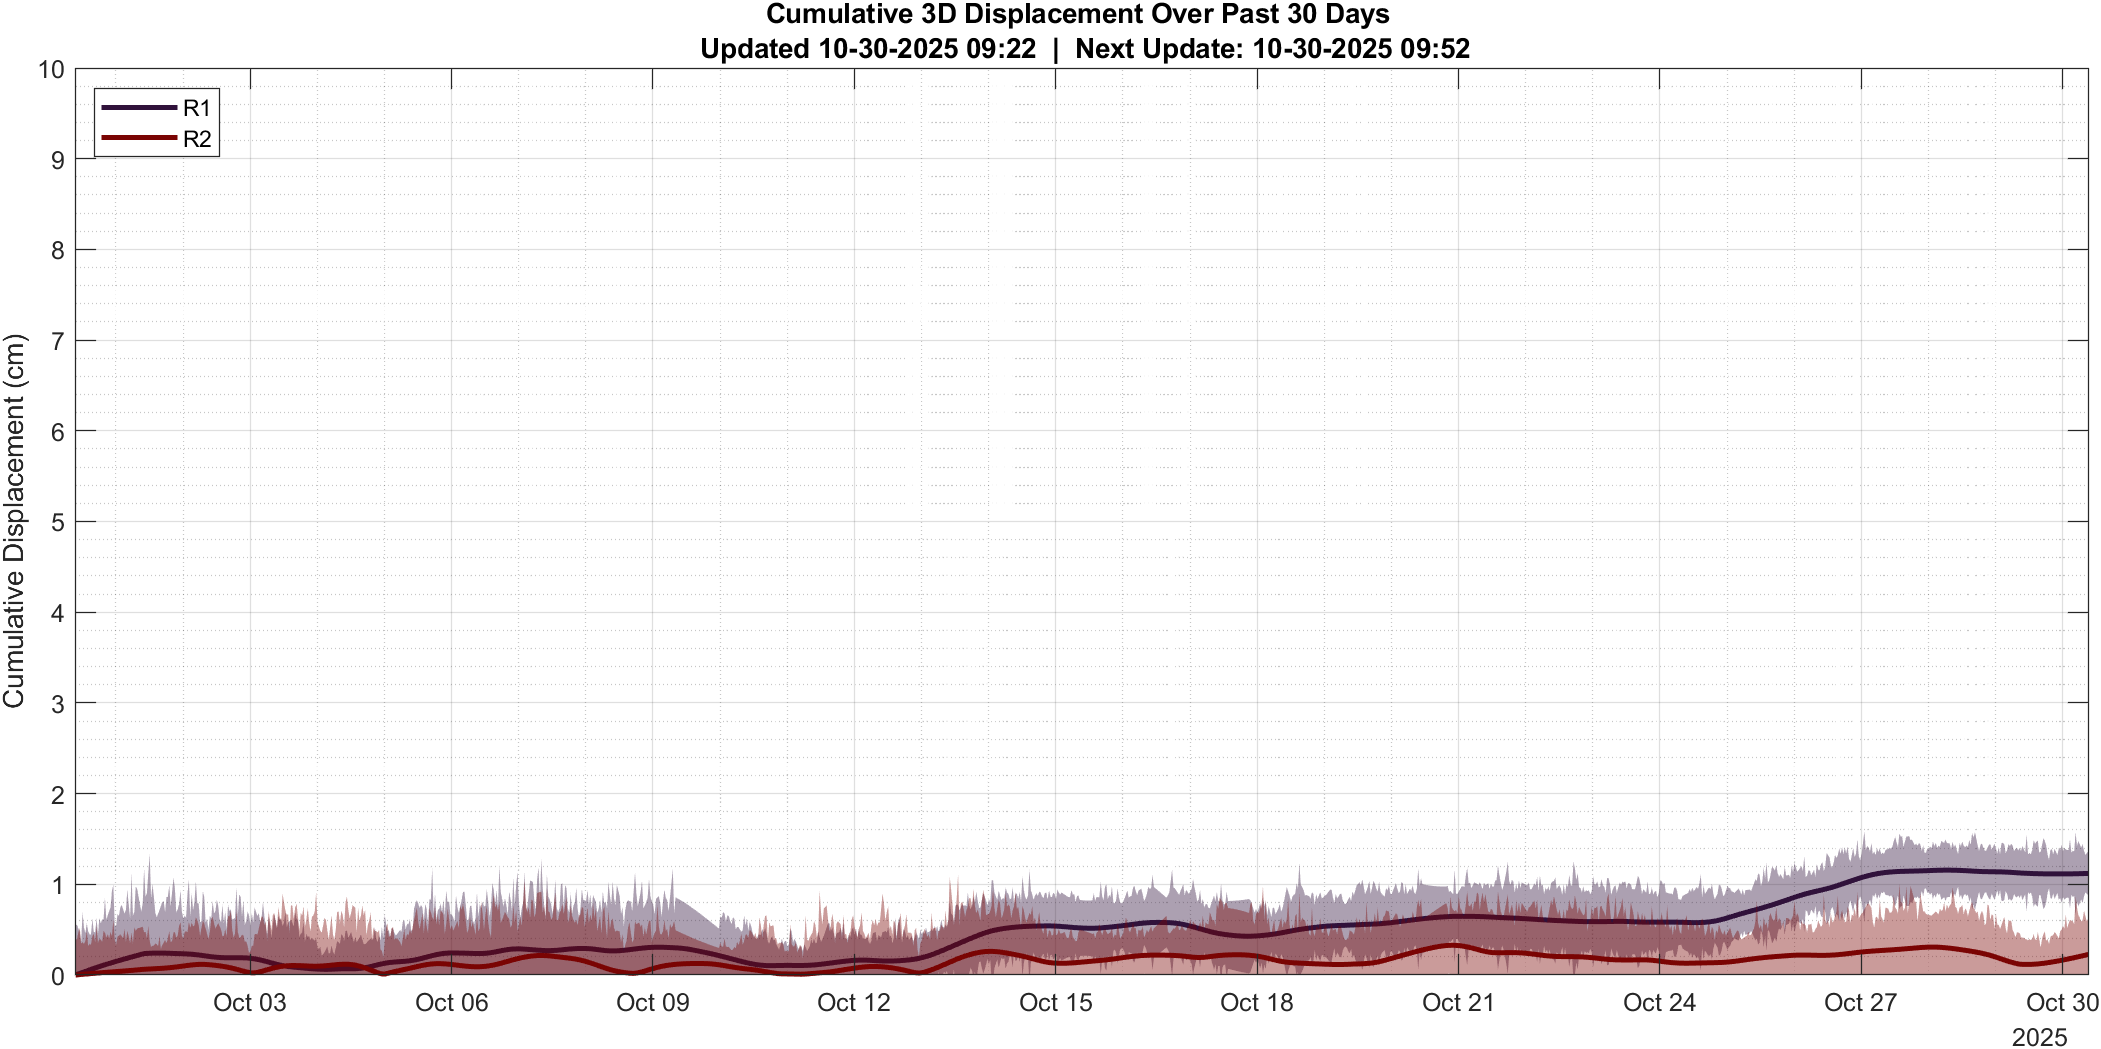 Cumulative 3D Displacement Over Past 30 Days
Updated 10-30-2025 09:22 | Next Update: 10-30-2025 09:52
Cumulative Displacement (cm)
10
9
8
7
6
5
4
3
2
1
0
R1
R2
Oct 03 Oct 06 Oct 09 Oct 12 Oct 15 Oct 18 Oct 21 Oct 24 Oct 27 Oct 30
2025